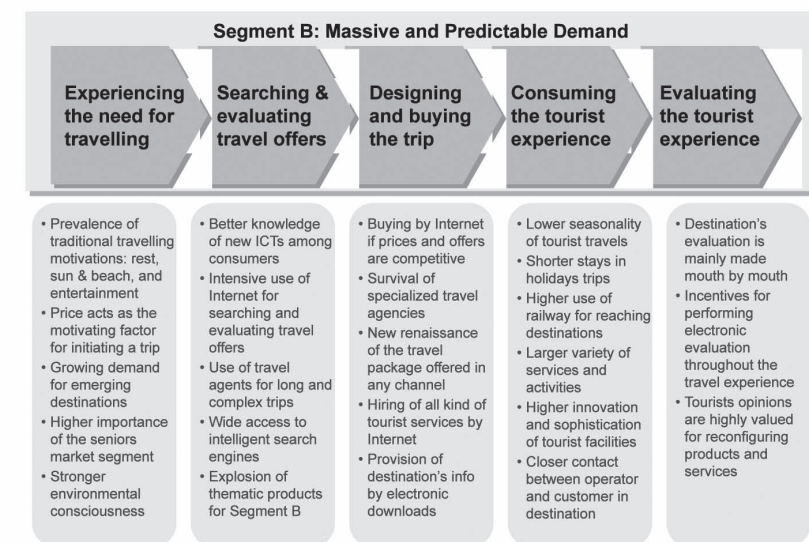 Segment B: Massive and Predictable Demand
Experiencing
the need for
travelling
Searching &
evaluating
travel offers
Designing
and buying
the trip
Consuming
the tourist
experience
Evaluating
the tourist
experience
• Prevalence of
traditional travelling
motivations: rest,
sun & beach, and
entertainment
• Price acts as the
motivating factor
for initiating a trip
• Growing demand
for emerging
destinations
• Higher importance
of the seniors
market segment
• Stronger
environmental
consciousness
• Better knowledge
of new ICTs among
consumers
• Intensive use of
Internet for
searching and
evaluating travel
offers
• Use of travel
agents for long and
complex trips
• Wide access to
intelligent search
engines
• Explosion of
thematic products
for Segment B
• Buying by Internet
if prices and offers
are competitive
• Survival of
specialized travel
agencies
• New renaissance
of the travel
package offered in
any channel
• Hiring of all kind of
tourist services by
Internet
• Provision of
destination's info
by electronic
downloads
• Lower seasonality
of tourist travels
• Shorter stays in
holidays trips
• Higher use of
railway for reaching
destinations
• Larger variety of
services and
activities
• Higher innovation
and sophistication
of tourist facilities
• Closer contact
between operator
and customer in
destination
• Destination's
evaluation is
mainly made
mouth by mouth
• Incentives for
performing
electronic
evaluation
throughout the
travel experience
• Tourists opinions
are highly valued
for reconfiguring
products and
services